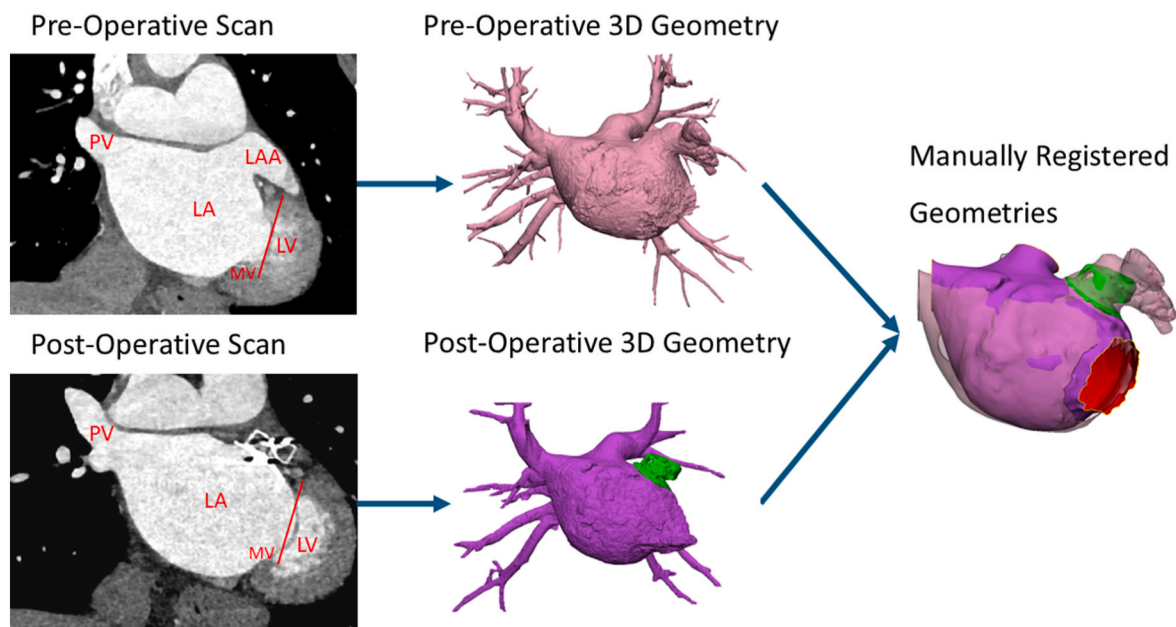 Pre-Operative Scan
PV
LAA
LA
LV
MV
Pre-Operative 3D Geometry
Post-Operative Scan
PV
LA
LV
MV
Post-Operative 3D Geometry
Manually Registered
Geometries